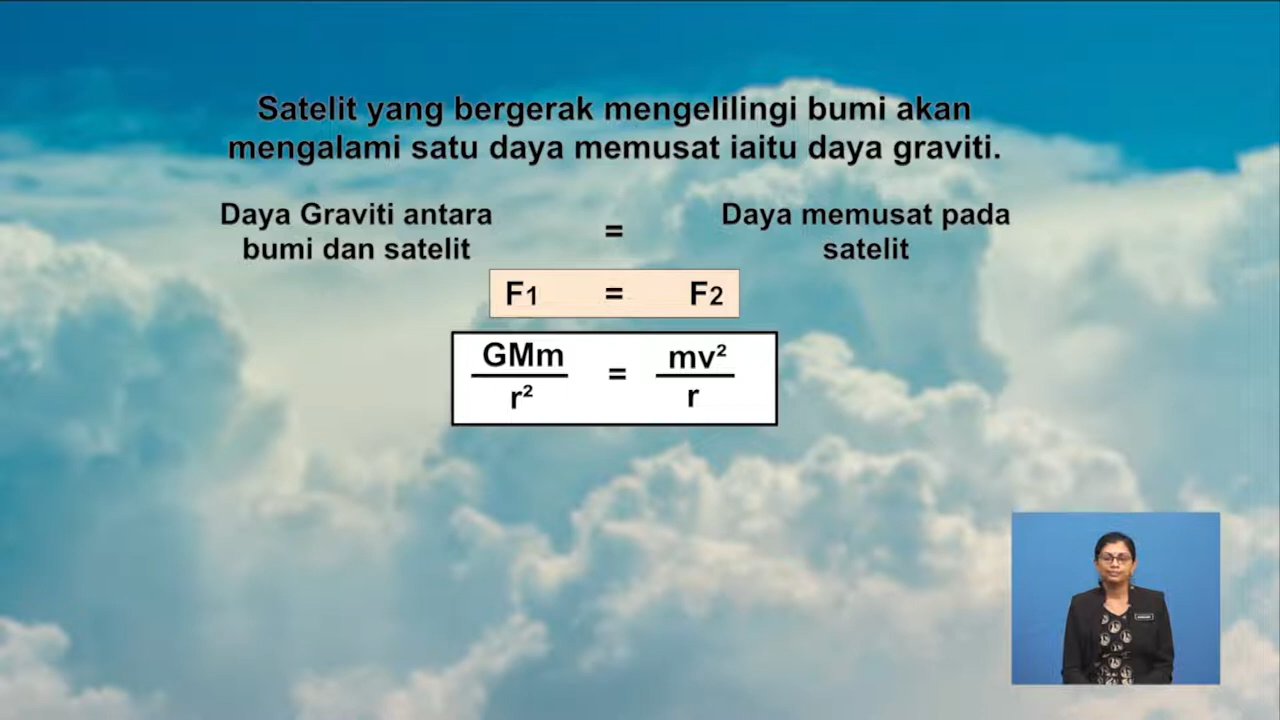 Satelit yang bergerak mengelilingi bumi akan
mengalami satu daya memusat iaitu daya graviti.
Daya Graviti antara
bumi dan satelit
=
Daya memusat pada
satelit
F1 = F2
GMm
r²
=
mv²
r